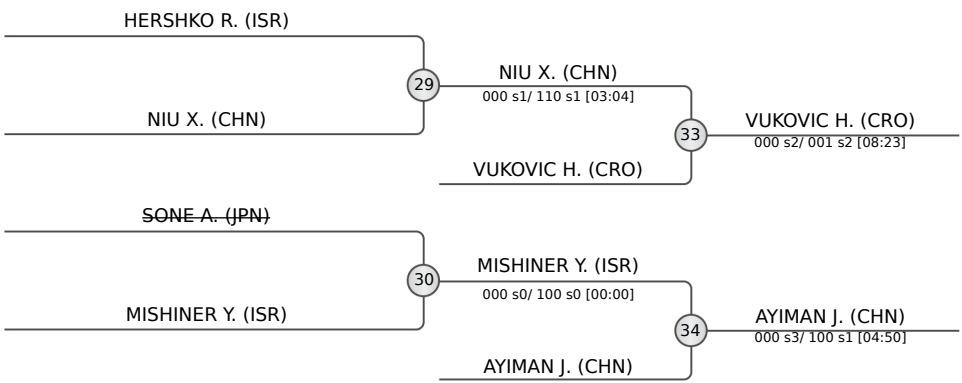 HERSHKO R. (ISR)
29
NIU X. (CHN)
NIU X. (CHN)
000 s1/ 110 s1 [03:04]
33
VUKOVIC H. (CRO)
VUKOVIC H. (CRO)
000 s2/ 001 s2 [08:23]
SONE A. (JPN)
30
MISHINER Y. (ISR)
MISHINER Y. (ISR)
000 s0/ 100 s0 [00:00]
34
AYIMAN J. (CHN)
AYIMAN J. (CHN)
000 s3/ 100 s1 [04:50]